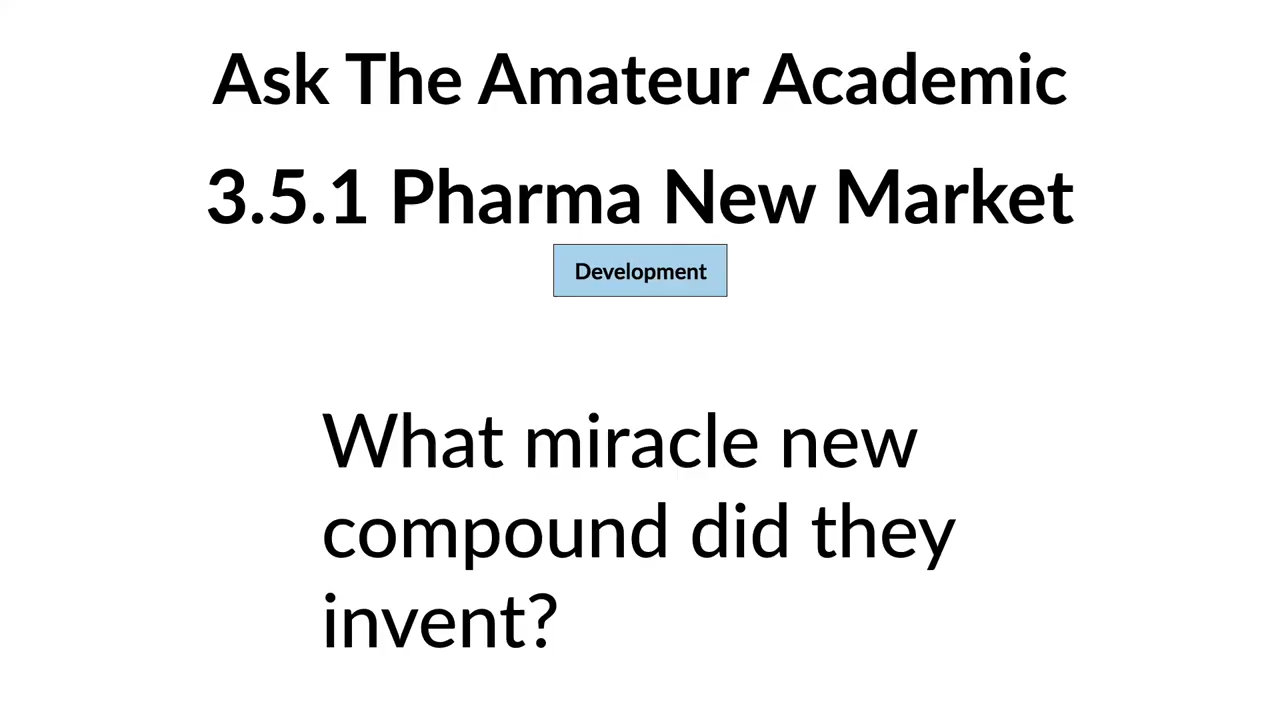 Ask The Amateur Academic
3.5.1 Pharma New Market
Development
What miracle new
compound did they
invent?